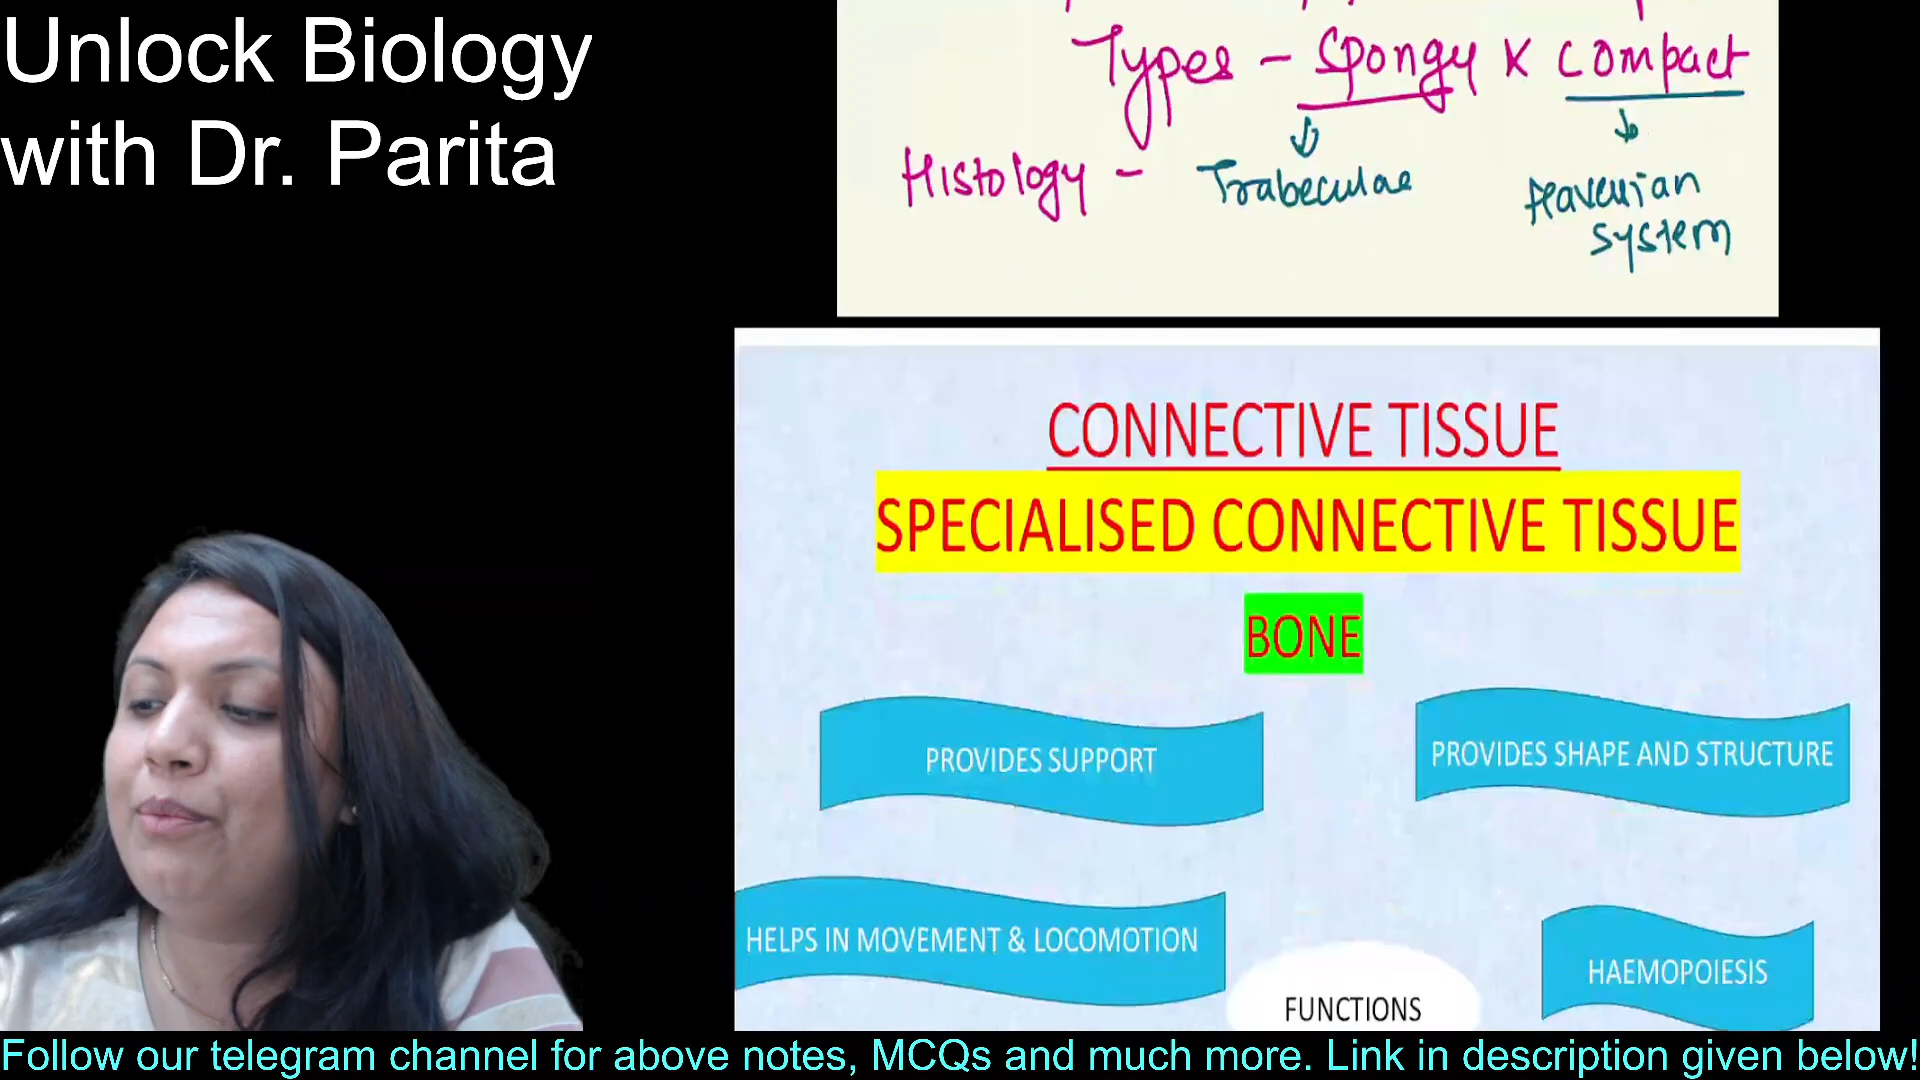 Unlock Biology
with Dr. Parita
Types - Spongy x compact
Histology - Trabeculae Haversian
system
CONNECTIVE TISSUE
SPECIALISED CONNECTIVE TISSUE
BONE
PROVIDES SUPPORT
PROVIDES SHAPE AND STRUCTURE
HELPS IN MOVEMENT & LOCOMOTION
HAEMOPOIESIS
FUNCTIONS
Follow our telegram channel for above notes, MCQs and much more. Link in description given below!